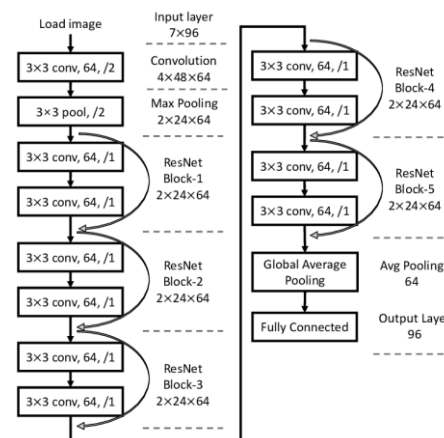 Load image
Input layer
7×96
3×3 conv, 64, /2
Convolution
4×48×64
3×3 pool, /2
Max Pooling
2×24×64
3×3 conv, 64, /1
3×3 conv, 64, /1
ResNet
Block-1
2×24×64
3×3 conv, 64, /1
3×3 conv, 64, /1
ResNet
Block-2
2×24×64
3×3 conv, 64, /1
3×3 conv, 64, /1
ResNet
Block-3
2×24×64
3×3 conv, 64, /1
3×3 conv, 64, /1
ResNet
Block-4
2×24×64
3×3 conv, 64, /1
3×3 conv, 64, /1
ResNet
Block-5
2×24×64
Global Average
Pooling
Avg Pooling
64
Fully Connected
Output Laye
96